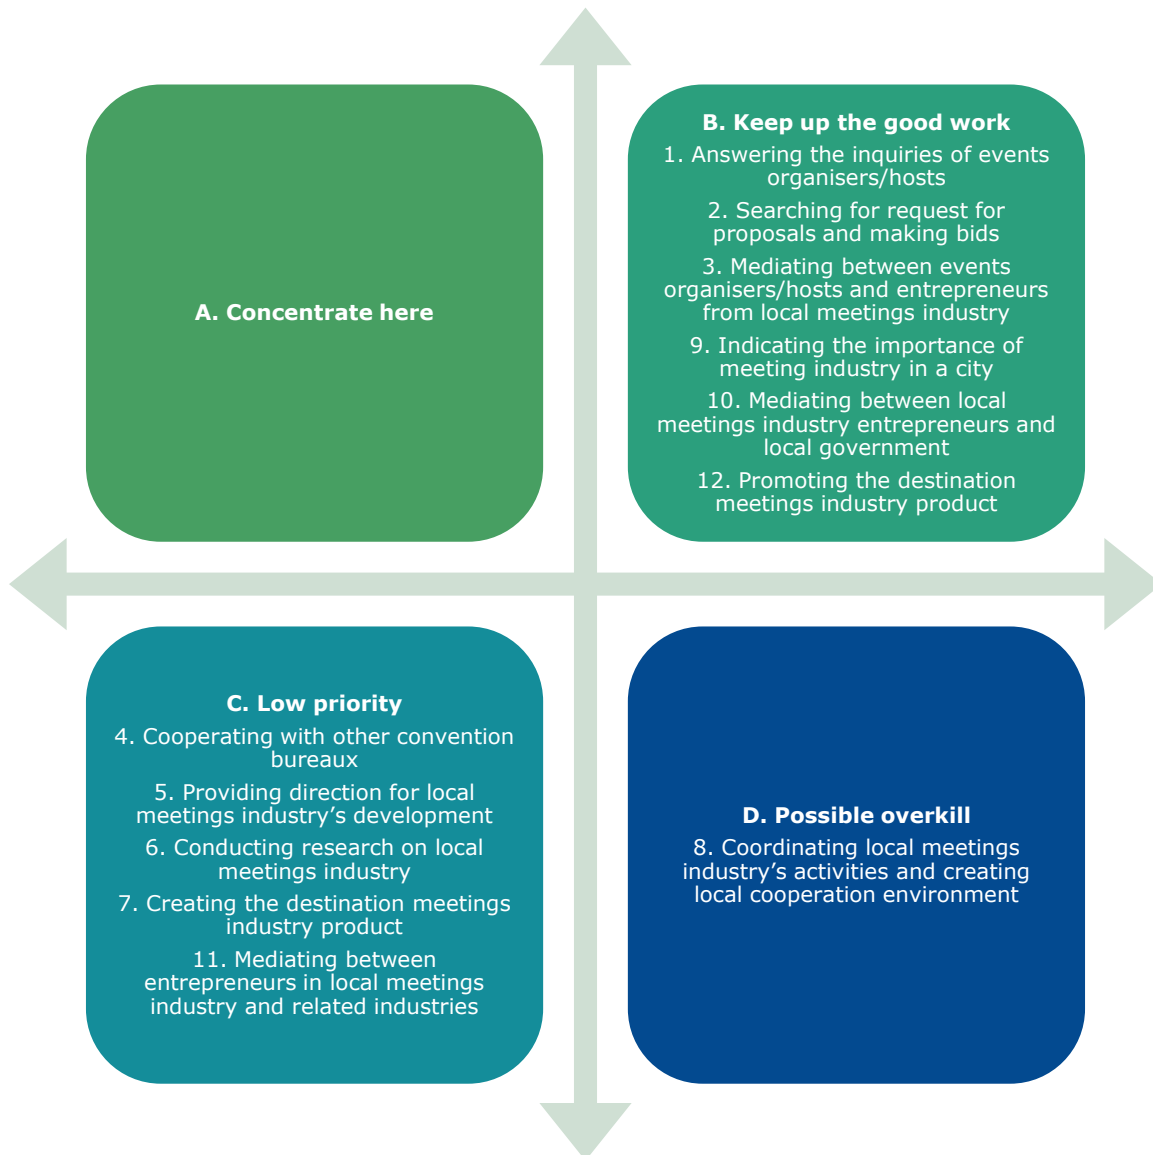 A. Concentrate here
B. Keep up the good work
1. Answering the inquiries of events
organisers/hosts
2. Searching for request for
proposals and making bids
3. Mediating between events
organisers/hosts and entrepreneurs
from local meetings industry
9. Indicating the importance of
meeting industry in a city
10. Mediating between local
meetings industry entrepreneurs and
local government
12. Promoting the destination
meetings industry product
C. Low priority
4. Cooperating with other convention
bureaux
5. Providing direction for local
meetings industry’s development
6. Conducting research on local
meetings industry
7. Creating the destination meetings
industry product
11. Mediating between
entrepreneurs in local meetings
industry and related industries
D. Possible overkill
8. Coordinating local meetings
industry’s activities and creating
local cooperation environment